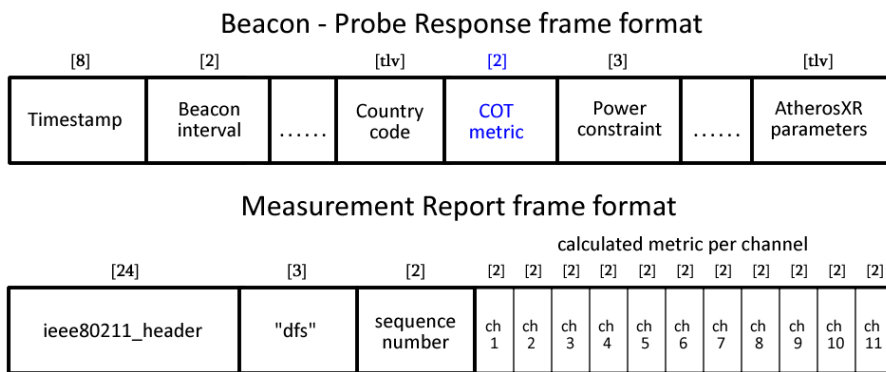 Beacon - Probe Response frame format
[8] [2] [tlv] [2] [3] [tlv]
Timestamp
Beacon
interval
......
Country
code
COT
metric
Power
constraint
......
AtherosXR
parameters
Measurement Report frame format
calculated metric per channel
[24] [3] [2] [2] [2] [2] [2] [2] [2] [2] [2] [2] [2] [2]
ieee80211_header
"dfs"
sequence
number
ch
1
ch
2
ch
3
ch
4
ch
5
ch
6
ch
7
ch
8
ch
9
ch
10
ch
11